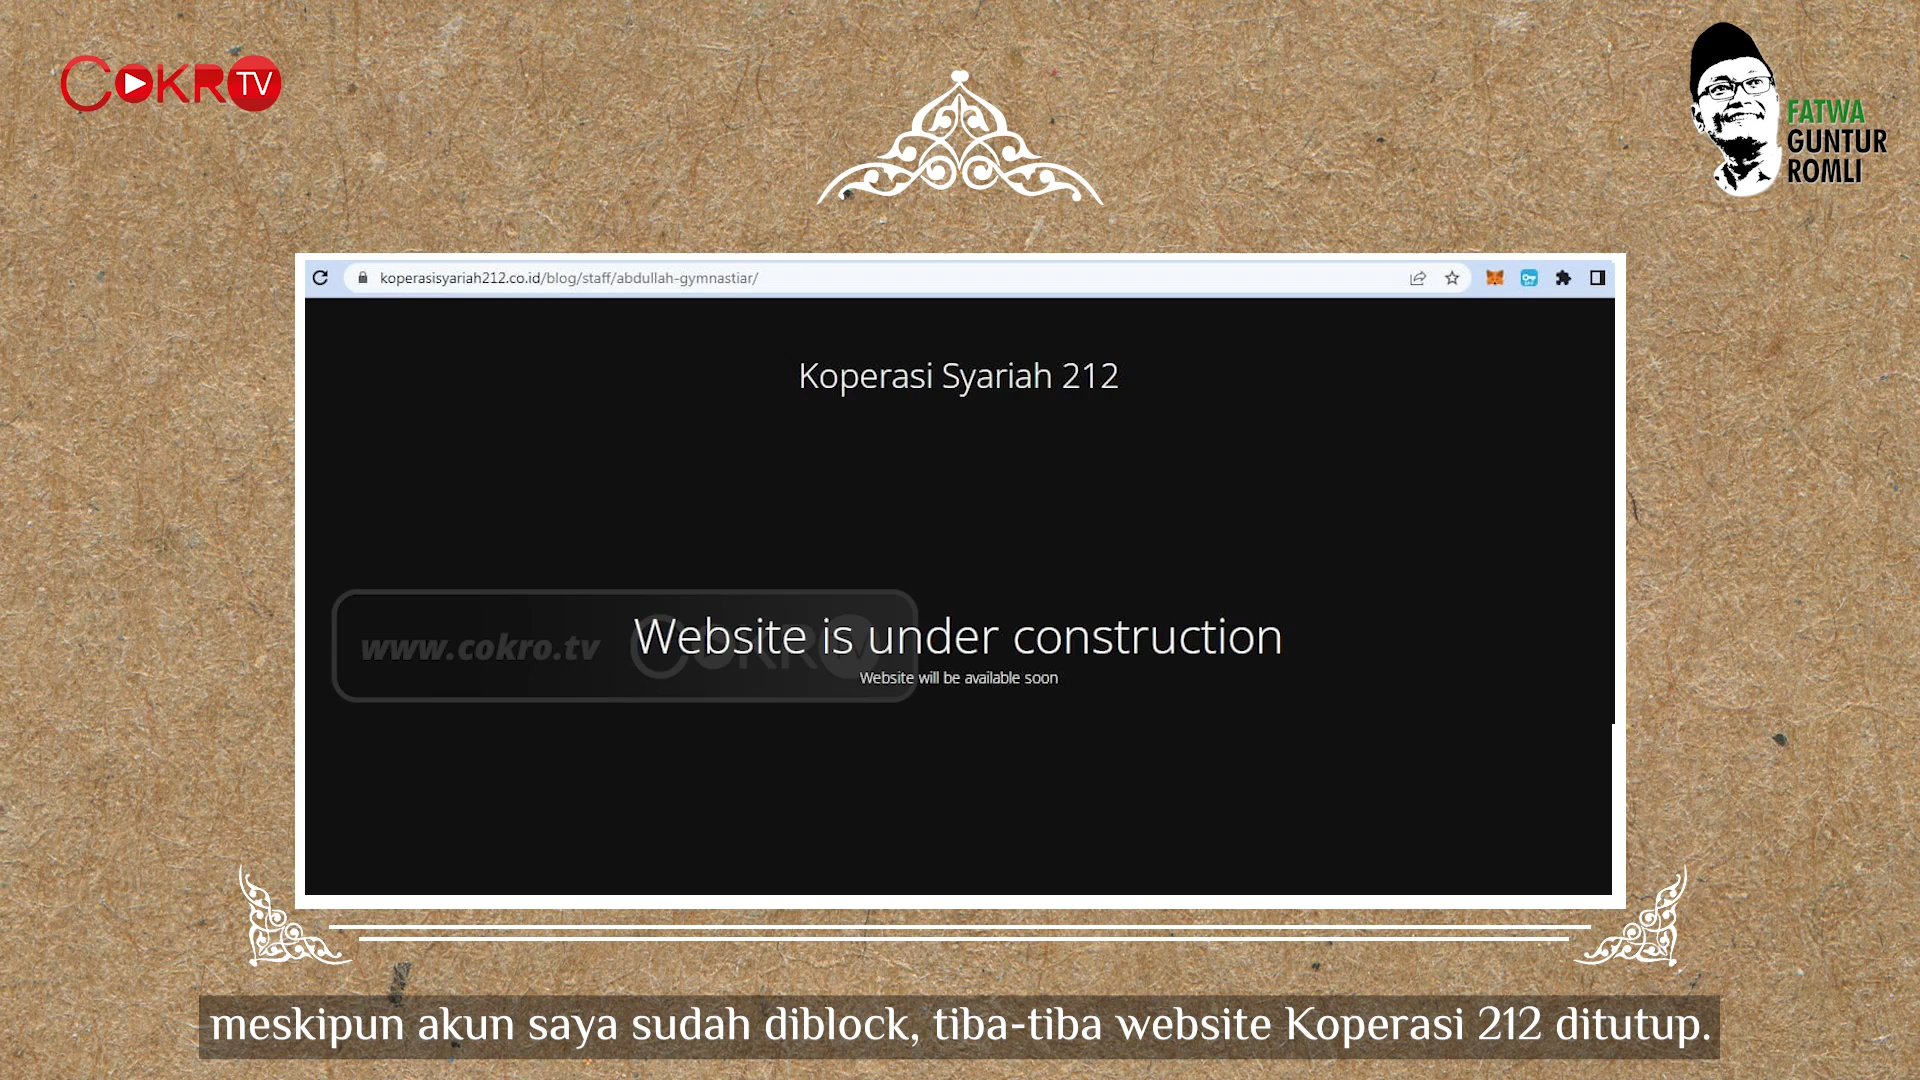 COKRO TV
FATWA
GUNTUR
ROMLI
koperasisyariah212.co.id/blog/staff/abdullah-gymnastiar/
Koperasi Syariah 212
Website is under construction
www.cokro.tv COKRO TV
Website will be available soon
meskipun akun saya sudah diblock, tiba-tiba website Koperasi 212 ditutup.